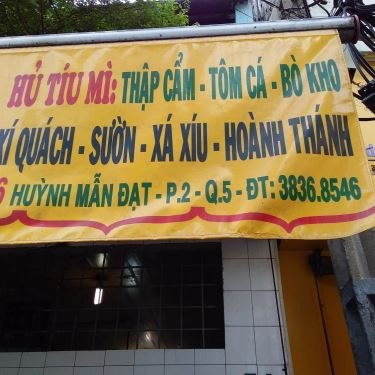 HỦ TÍU MÌ: THẬP CẨM - TÔM CÁ - BÒ KHO
XÍ QUÁCH - SƯỜN - XÁ XÍU - HOÀNH THÁNH
6 HUỲNH MẪN ĐẠT - P.2 - Q.5 - ĐT: 3836.8546